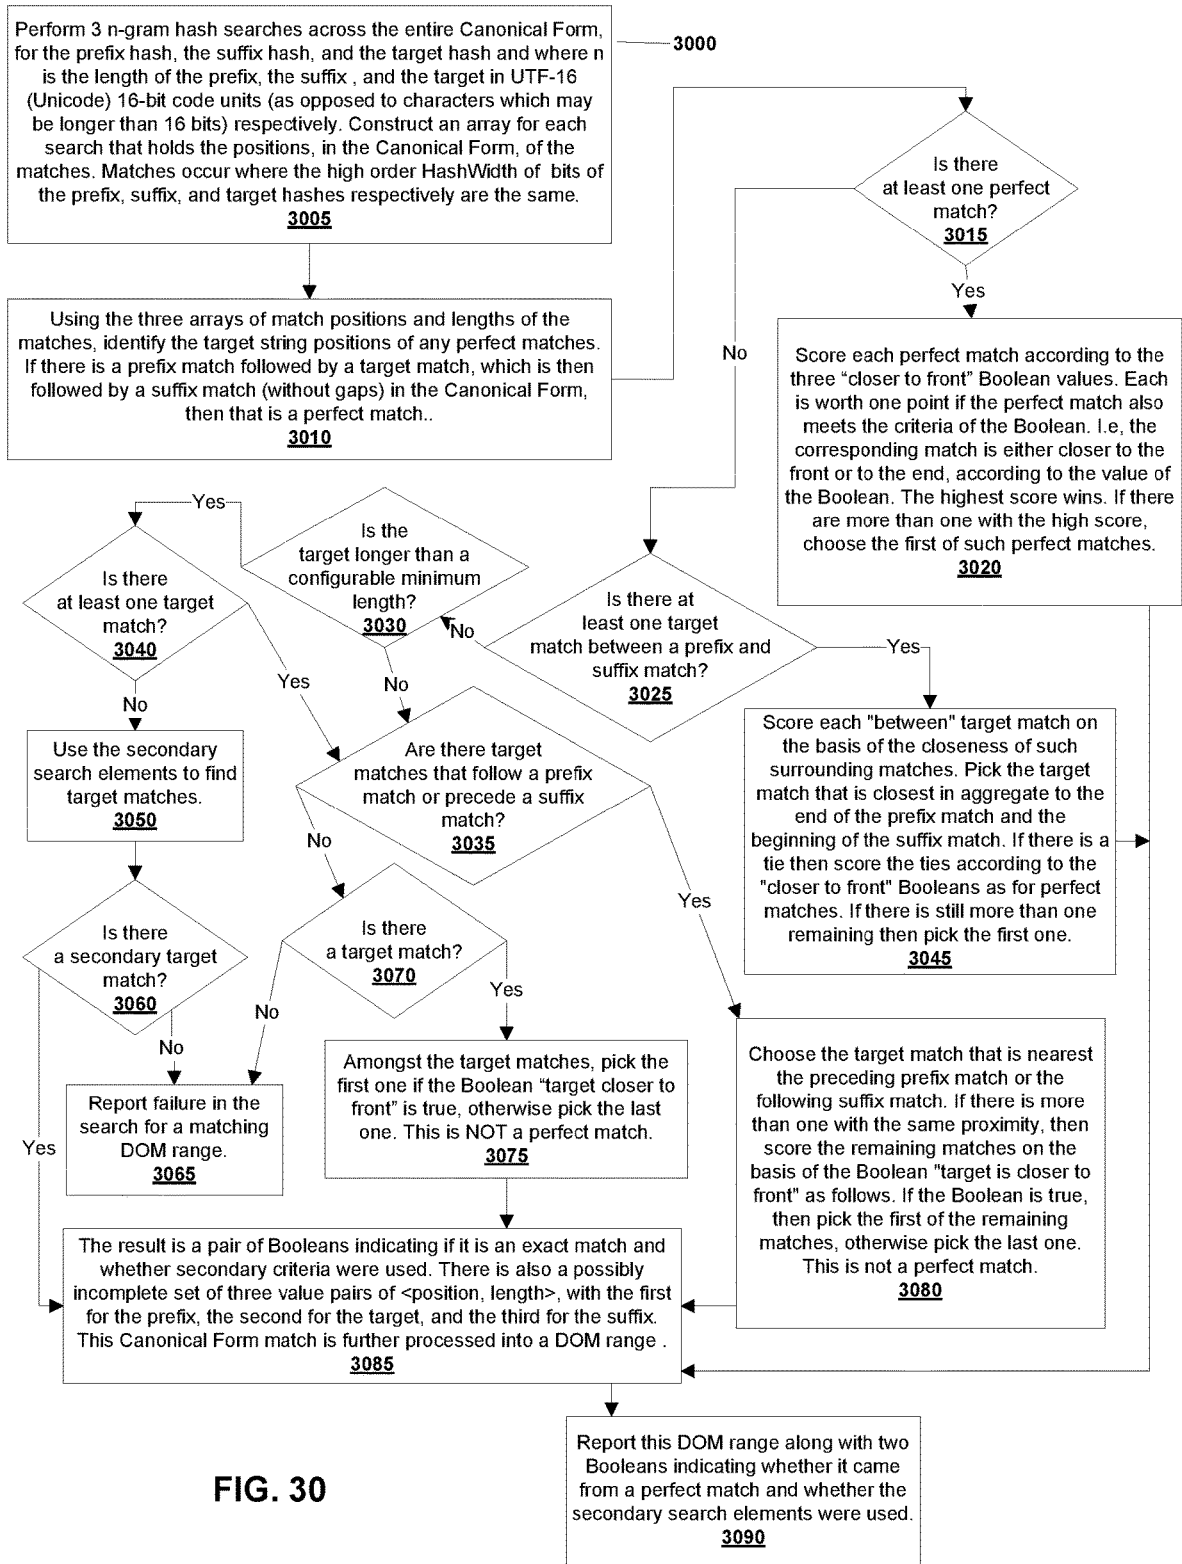 Perform 3 n-gram hash searches across the entire Canonical Form,
for the prefix hash, the suffix hash, and the target hash and where n
is the length of the prefix, the suffix , and the target in UTF-16
(Unicode) 16-bit code units (as opposed to characters which may
be longer than 16 bits) respectively. Construct an array for each
search that holds the positions, in the Canonical Form, of the
matches. Matches occur where the high order HashWidth of bits of
the prefix, suffix, and target hashes respectively are the same.
3005
3000
Is there
at least one perfect
match?
3015
Yes
No
Using the three arrays of match positions and lengths of the
matches, identify the target string positions of any perfect matches.
If there is a prefix match followed by a target match, which is then
followed by a suffix match (without gaps) in the Canonical Form,
then that is a perfect match..
3010
Score each perfect match according to the
three “closer to front” Boolean values. Each
is worth one point if the perfect match also
meets the criteria of the Boolean. I.e, the
corresponding match is either closer to the
front or to the end, according to the value of
the Boolean. The highest score wins. If there
are more than one with the high score,
choose the first of such perfect matches.
3020
Yes
Is the
target longer than a
configurable minimum
length?
3030
No
No
Is there
at least one target
match?
3040
Yes
No
Is there at
least one target
match between a prefix and
suffix match?
3025
Yes
Use the secondary
search elements to find
target matches.
3050
Are there target
matches that follow a prefix
match or precede a suffix
match?
3035
No
Yes
Score each "between" target match on
the basis of the closeness of such
surrounding matches. Pick the target
match that is closest in aggregate to the
end of the prefix match and the
beginning of the suffix match. If there is a
tie then score the ties according to the
"closer to front" Booleans as for perfect
matches. If there is still more than one
remaining then pick the first one.
3045
Is there
a secondary target
match?
3060
Yes
No
Is there
a target match?
3070
No
Yes
Report failure in the
search for a matching
DOM range.
3065
Amongst the target matches, pick the
first one if the Boolean “target closer to
front” is true, otherwise pick the last
one. This is NOT a perfect match.
3075
Choose the target match that is nearest
the preceding prefix match or the
following suffix match. If there is more
than one with the same proximity, then
score the remaining matches on the
basis of the Boolean "target is closer to
front" as follows. If the Boolean is true,
then pick the first of the remaining
matches, otherwise pick the last one.
This is not a perfect match.
3080
The result is a pair of Booleans indicating if it is an exact match and
whether secondary criteria were used. There is also a possibly
incomplete set of three value pairs of <position, length>, with the first
for the prefix, the second for the target, and the third for the suffix.
This Canonical Form match is further processed into a DOM range .
3085
Report this DOM range along with two
Booleans indicating whether it came
from a perfect match and whether the
secondary search elements were used.
3090
FIG. 30